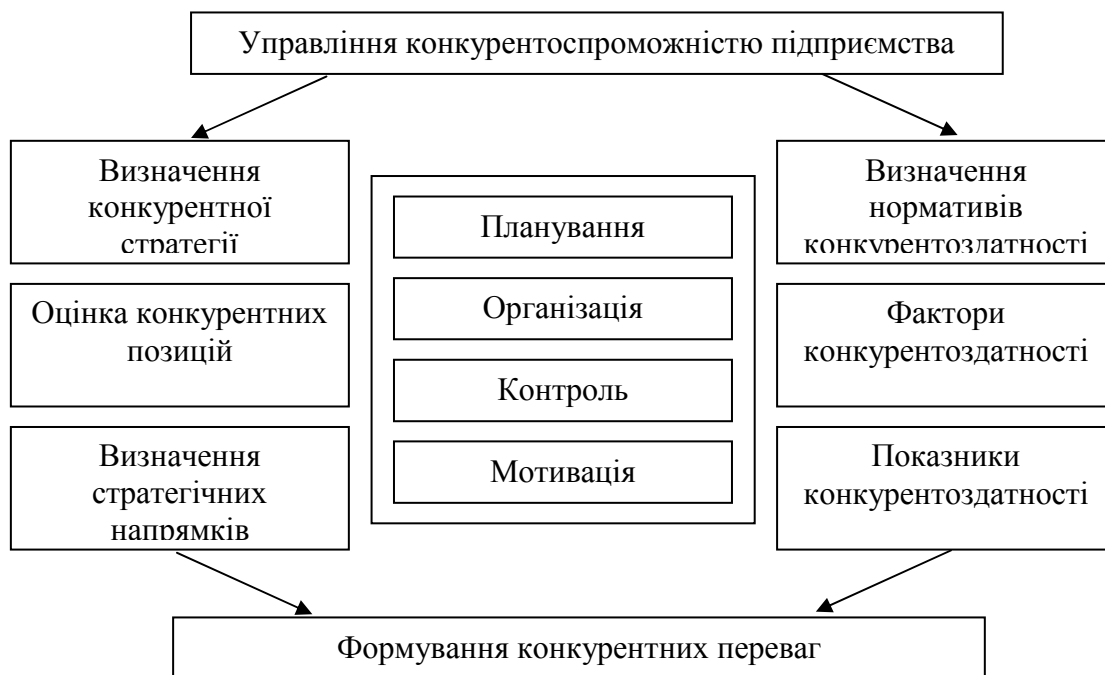 Управління конкурентоспроможністю підприємства
Визначення
конкурентної
стратегії
Оцінка конкурентних
позицій
Визначення
стратегічних
напрямків
Планування
Організація
Контроль
Мотивація
Визначення
нормативів
конкурентоздатності
Фактори
конкурентоздатності
Показники
конкурентоздатності
Формування конкурентних переваг